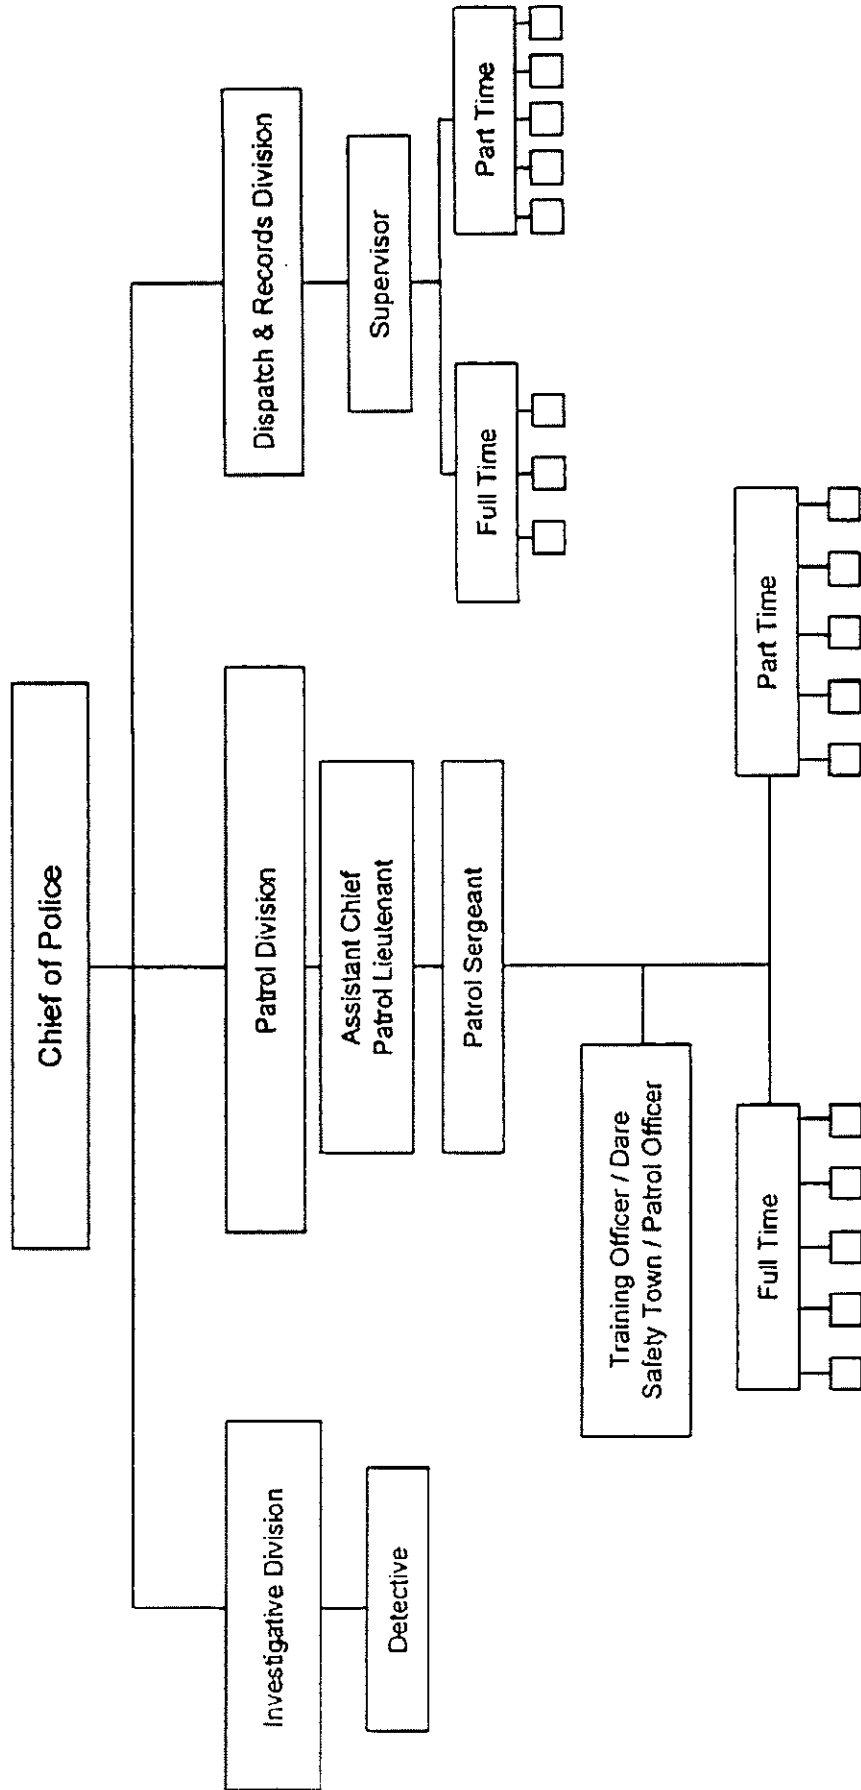 Chief of Police
Investigative Division
Detective
Patrol Division
Assistant Chief
Patrol Lieutenant
Patrol Sergeant
Training Officer / Dare
Safety Town / Patrol Officer
Full Time
Part Time
Dispatch & Records Division
Supervisor
Full Time
Part Time